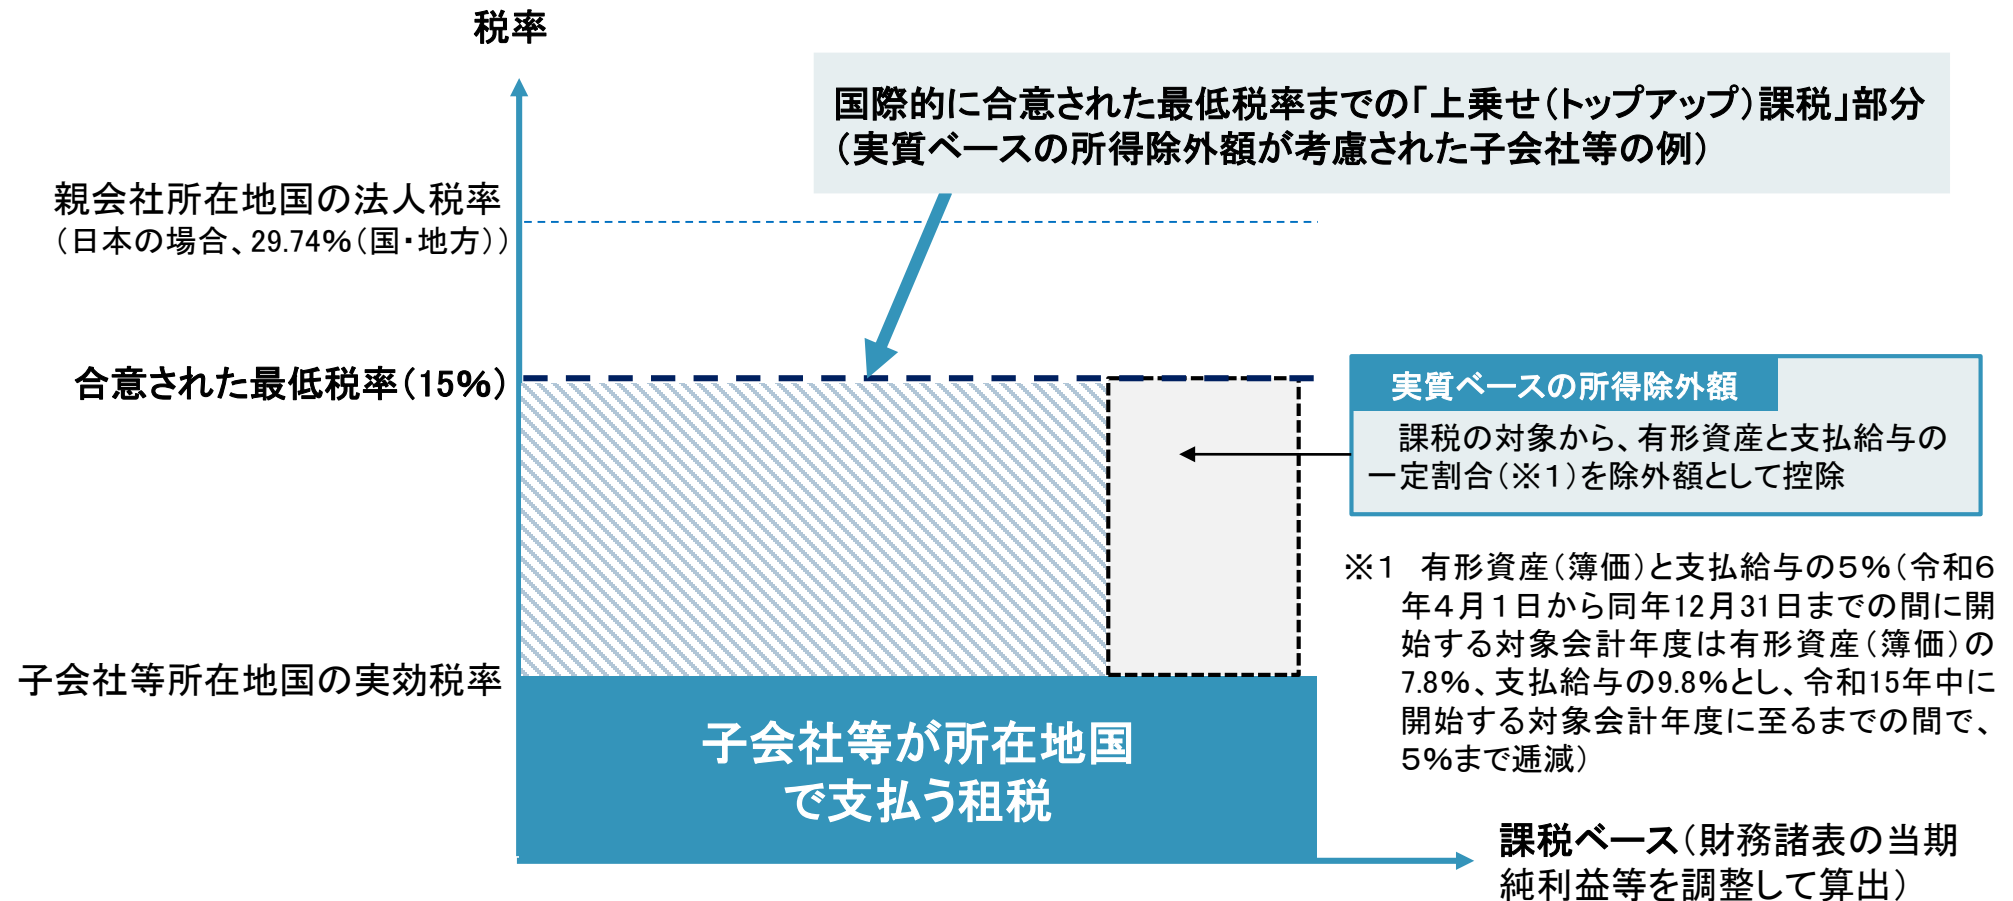 税率
国際的に合意された最低税率までの「上乗せ（トップアップ）課税」部分
（実質ベースの所得除外額が考慮された子会社等の例）
親会社所在地国の法人税率
（日本の場合、29.74％（国・地方））
合意された最低税率（15％）
実質ベースの所得除外額
課税の対象から、有形資産と支払給与の
一定割合（※１）を除外額として控除
※１　有形資産（簿価）と支払給与の５％（令和６
年４月１日から同年12月31日までの間に開
始する対象会計年度は有形資産（簿価）の
7.8％、支払給与の9.8％とし、令和15年中に
開始する対象会計年度に至るまでの間で、
５％まで逓減）
子会社等所在地国の実効税率
子会社等が所在地国
で支払う租税
課税ベース（財務諸表の当期
純利益等を調整して算出）